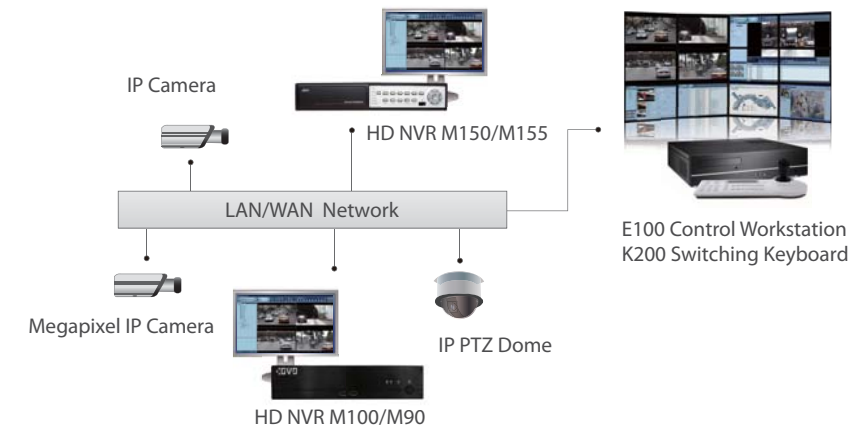 IP Camera
HD NVR M150/M155
LAN/WAN Network
E100 Control Workstation
K200 Switching Keyboard
Megapixel IP Camera
IP PTZ Dome
HD NVR M100/M90